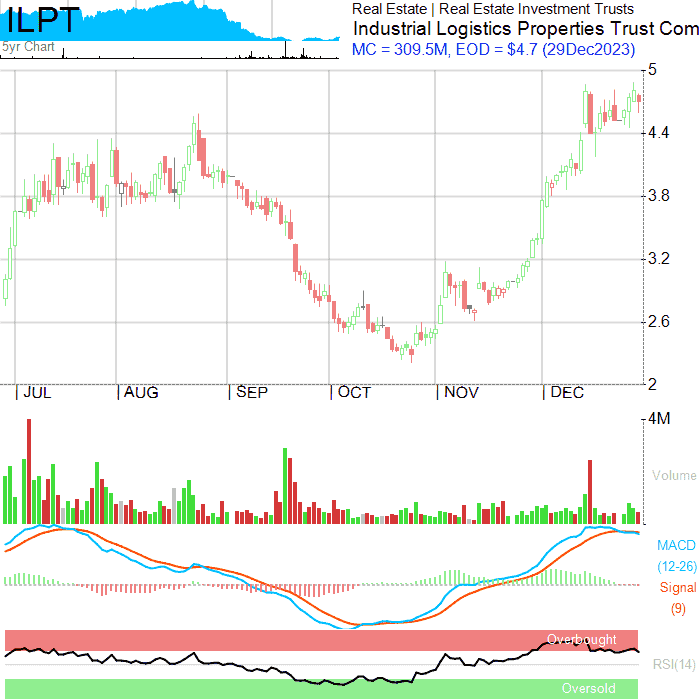 ILPT
5yr Chart
Real Estate | Real Estate Investment Trusts
Industrial Logistics Properties Trust Com
MC = 309.5M, EOD = $4.7 (29Dec2023)
5
4.4
3.8
3.2
2.6
2
JUL AUG SEP OCT NOV DEC
4M
Volume
MACD
(12-26)
Signal
(9)
Overbought
RSI(14)
Oversold